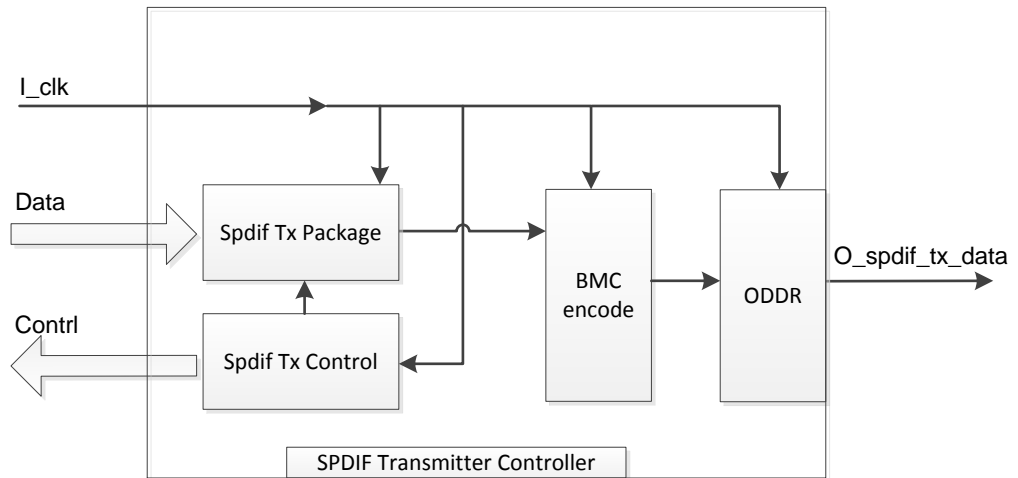 I_clk
Data
Spdif Tx Package
O_spdif_tx_data
BMC
encode
ODDR
Contrl
Spdif Tx Control
SPDIF Transmitter Controller